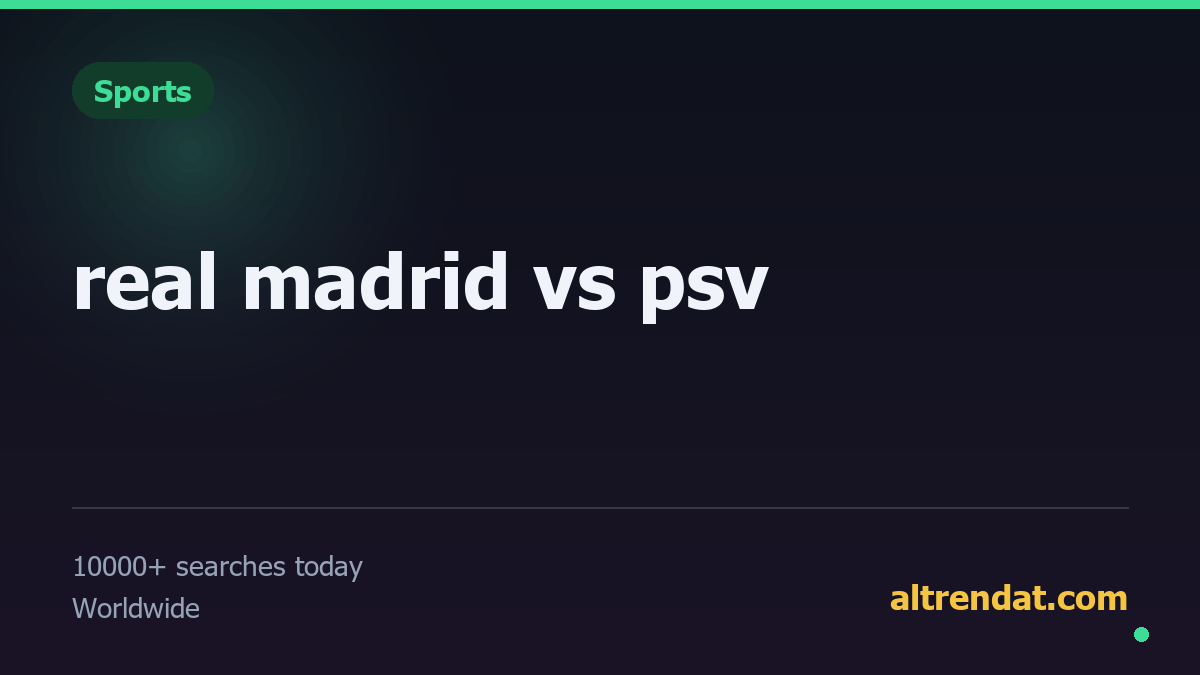 Sports
real madrid vs psv
10000+ searches today
Worldwide
altrendat.com